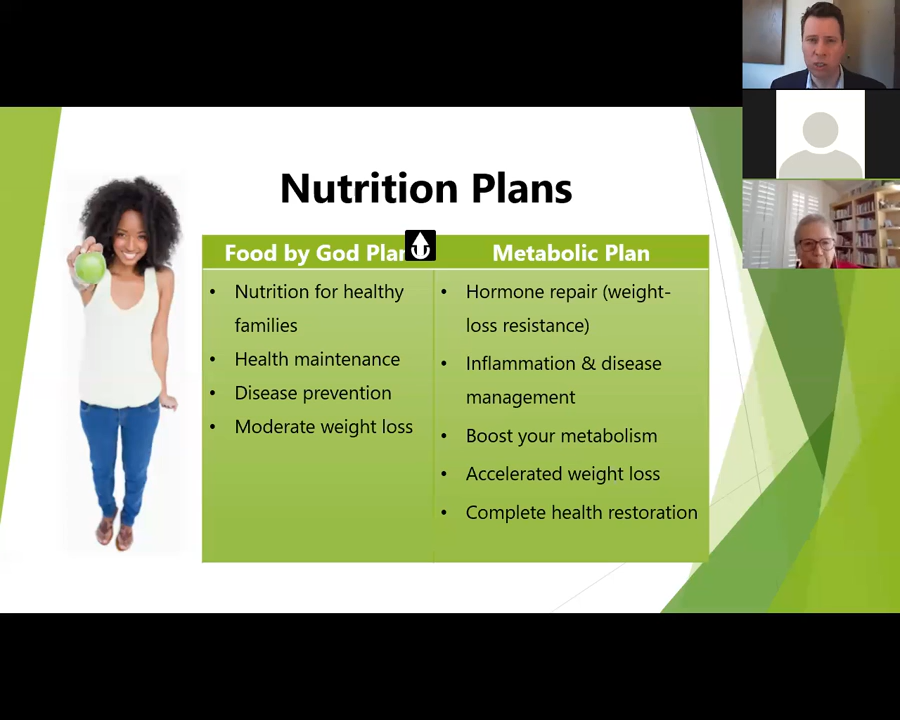 Nutrition Plans
Food by God Plan
Metabolic Plan
• Nutrition for healthy
families
• Health maintenance
• Disease prevention
• Moderate weight loss
• Hormone repair (weight-
loss resistance)
• Inflammation & disease
management
• Boost your metabolism
• Accelerated weight loss
• Complete health restoration